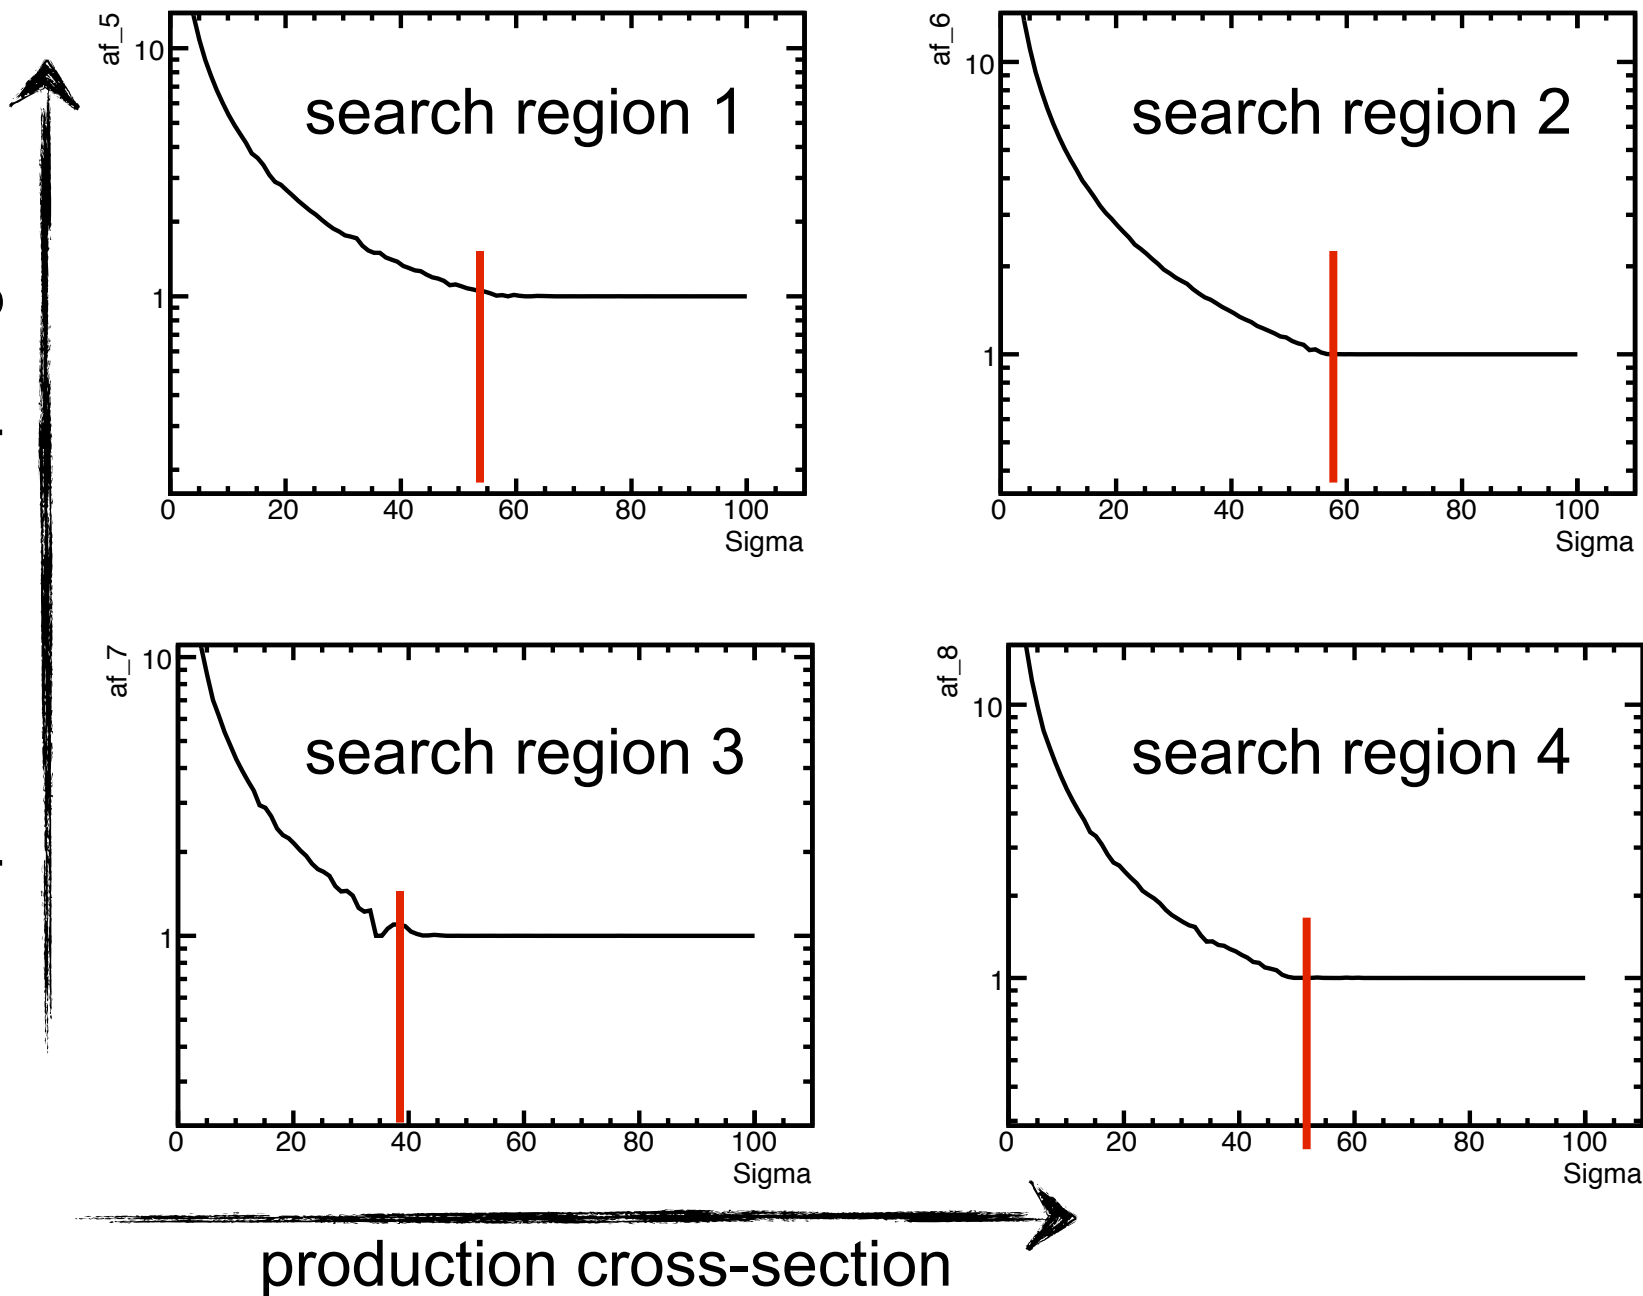 af_5
10
1
search region 1
0 20 40 60 80 100
Sigma
af_6
10
1
search region 2
0 20 40 60 80 100
Sigma
af_7
10
1
search region 3
0 20 40 60 80 100
Sigma
af_8
10
1
search region 4
0 20 40 60 80 100
Sigma
production cross-section